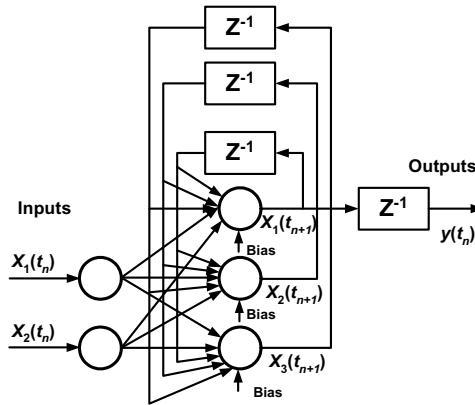 Z-1
Z-1
Z-1
Outputs
Inputs
Z-1
X1(tn+1)
y(tn)
Bias
X1(tn)
X2(tn+1)
Bias
X2(tn)
X3(tn+1)
Bias